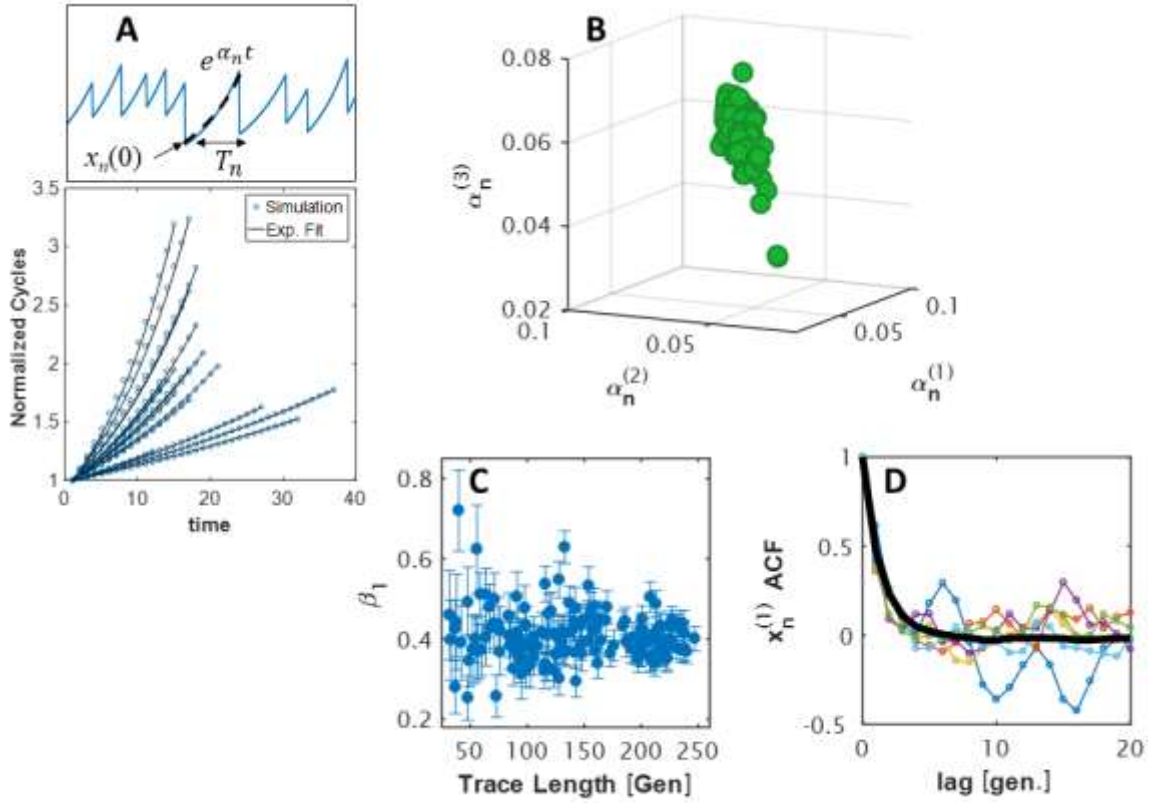 A
e^{α_n t}
x_n(0)
T_n
3.5
3
2.5
2
1.5
1
Normalized Cycles
Simulation
Exp. Fit
0 10 20 30 40
time
B
0.08
0.06
0.04
0.02
α_n^{(3)}
0.1
0.05
α_n^{(2)}
0.1
0.05
α_n^{(1)}
C
0.8
0.6
0.4
0.2
β_1
50 100 150 200 250
Trace Length [Gen]
D
1
0.5
0
-0.5
x_n^{(1)} ACF
0 10 20
lag [gen.]